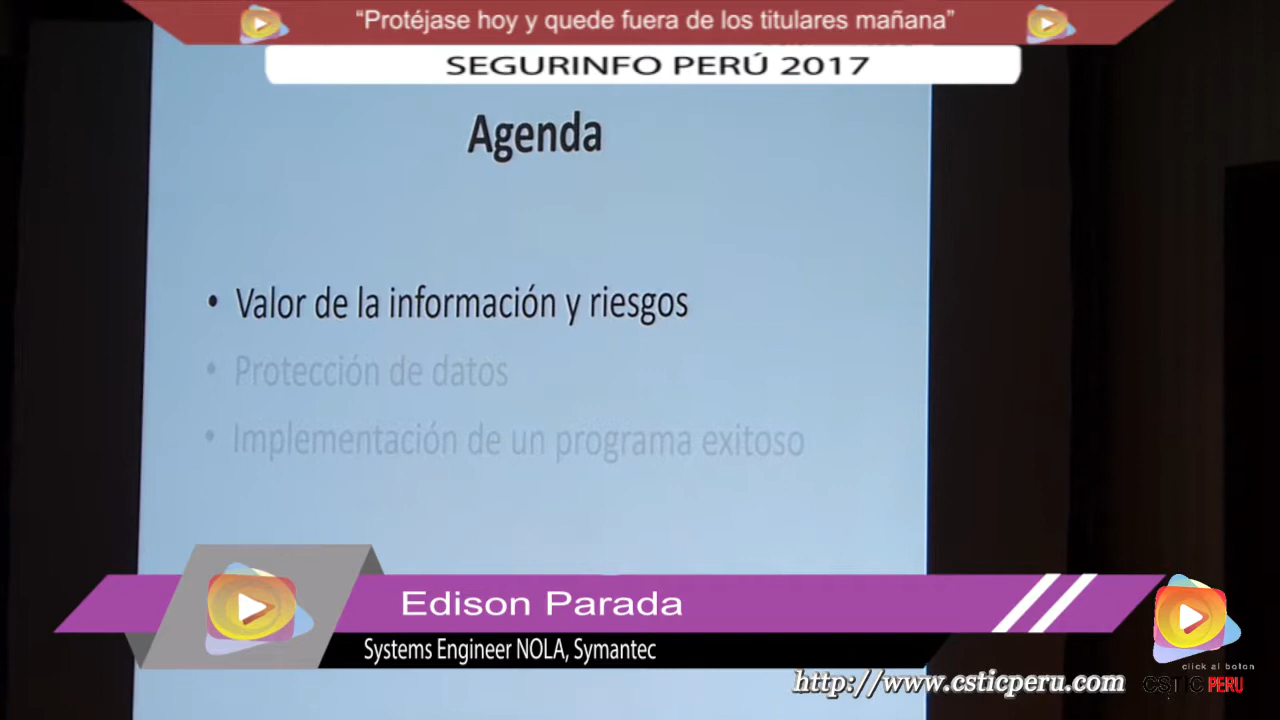 “Protéjase hoy y quede fuera de los titulares mañana”
SEGURINFO PERÚ 2017
Agenda
• Valor de la información y riesgos
• Protección de datos
• Implementación de un programa exitoso
Edison Parada
Systems Engineer NOLA, Symantec
http://www.csticperu.com
click al boton
CSTIC PERU